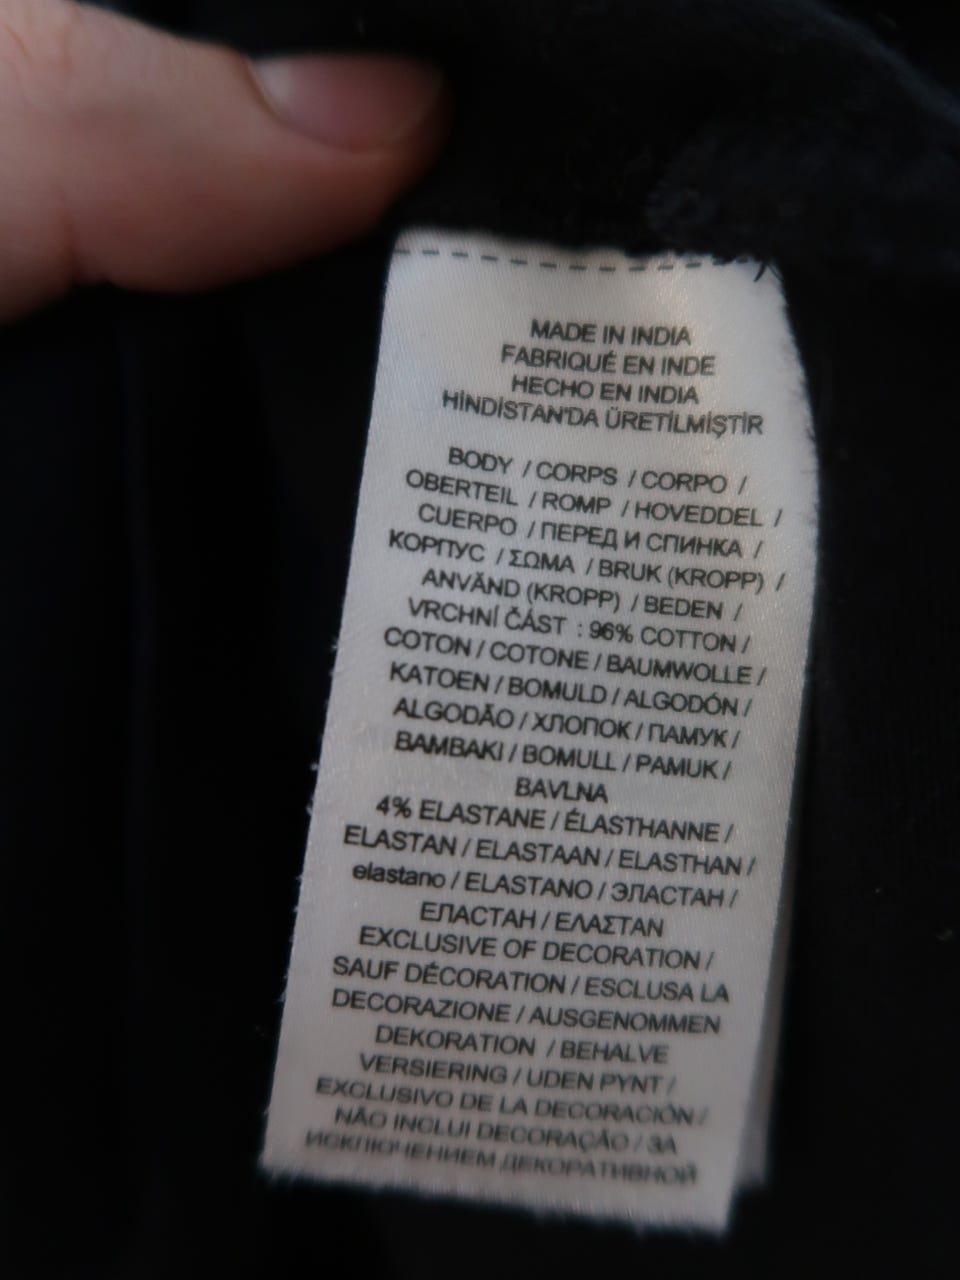 MADE IN INDIA
FABRIQUÉ EN INDE
HECHO EN INDIA
HİNDİSTAN'DA ÜRETİLMİŞTİR
BODY / CORPS / CORPO /
OBERTEIL / ROMP / HOVEDDEL /
CUERPO / ПЕРЕД И СПИНКА /
КОРПУС / ΣΩΜΑ / BRUK (KROPP) /
ANVÄND (KROPP) / BEDEN /
VRCHNÍ ČÁST : 96% COTTON /
COTON / COTONE / BAUMWOLLE /
KATOEN / BOMULD / ALGODÓN /
ALGODÃO / ХЛОПОК / ПАМУК /
BAMBAKI / BOMULL / PAMUK /
BAVLNA
4% ELASTANE / ÉLASTHANNE /
ELASTAN / ELASTAAN / ELASTHAN /
elastano / ELASTANO / ЭЛАСТАН /
ЕЛАСТАН / ΕΛΑΣΤΑΝ
EXCLUSIVE OF DECORATION /
SAUF DÉCORATION / ESCLUSA LA
DECORAZIONE / AUSGENOMMEN
DEKORATION / BEHALVE
VERSIERING / UDEN PYNT /
EXCLUSIVO DE LA DECORACIÓN /
NÃO INCLUI DECORAÇÃO / ЗА
ИСКЛЮЧЕНИЕМ ДЕКОРАТИВНОЙ